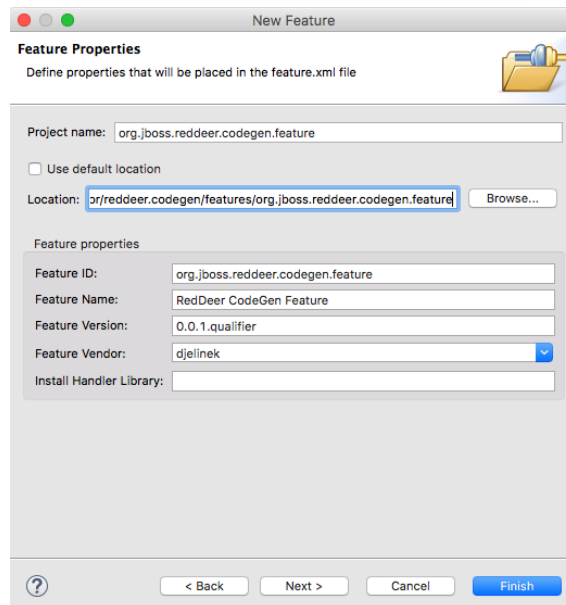 New Feature
Feature Properties
Define properties that will be placed in the feature.xml file
Project name: org.jboss.reddeer.codegen.feature
Use default location
Location: or/reddeer.codegen/features/org.jboss.reddeer.codegen.feature Browse...
Feature properties
Feature ID: org.jboss.reddeer.codegen.feature
Feature Name: RedDeer CodeGen Feature
Feature Version: 0.0.1.qualifier
Feature Vendor: djelinek
Install Handler Library:
? < Back Next > Cancel Finish